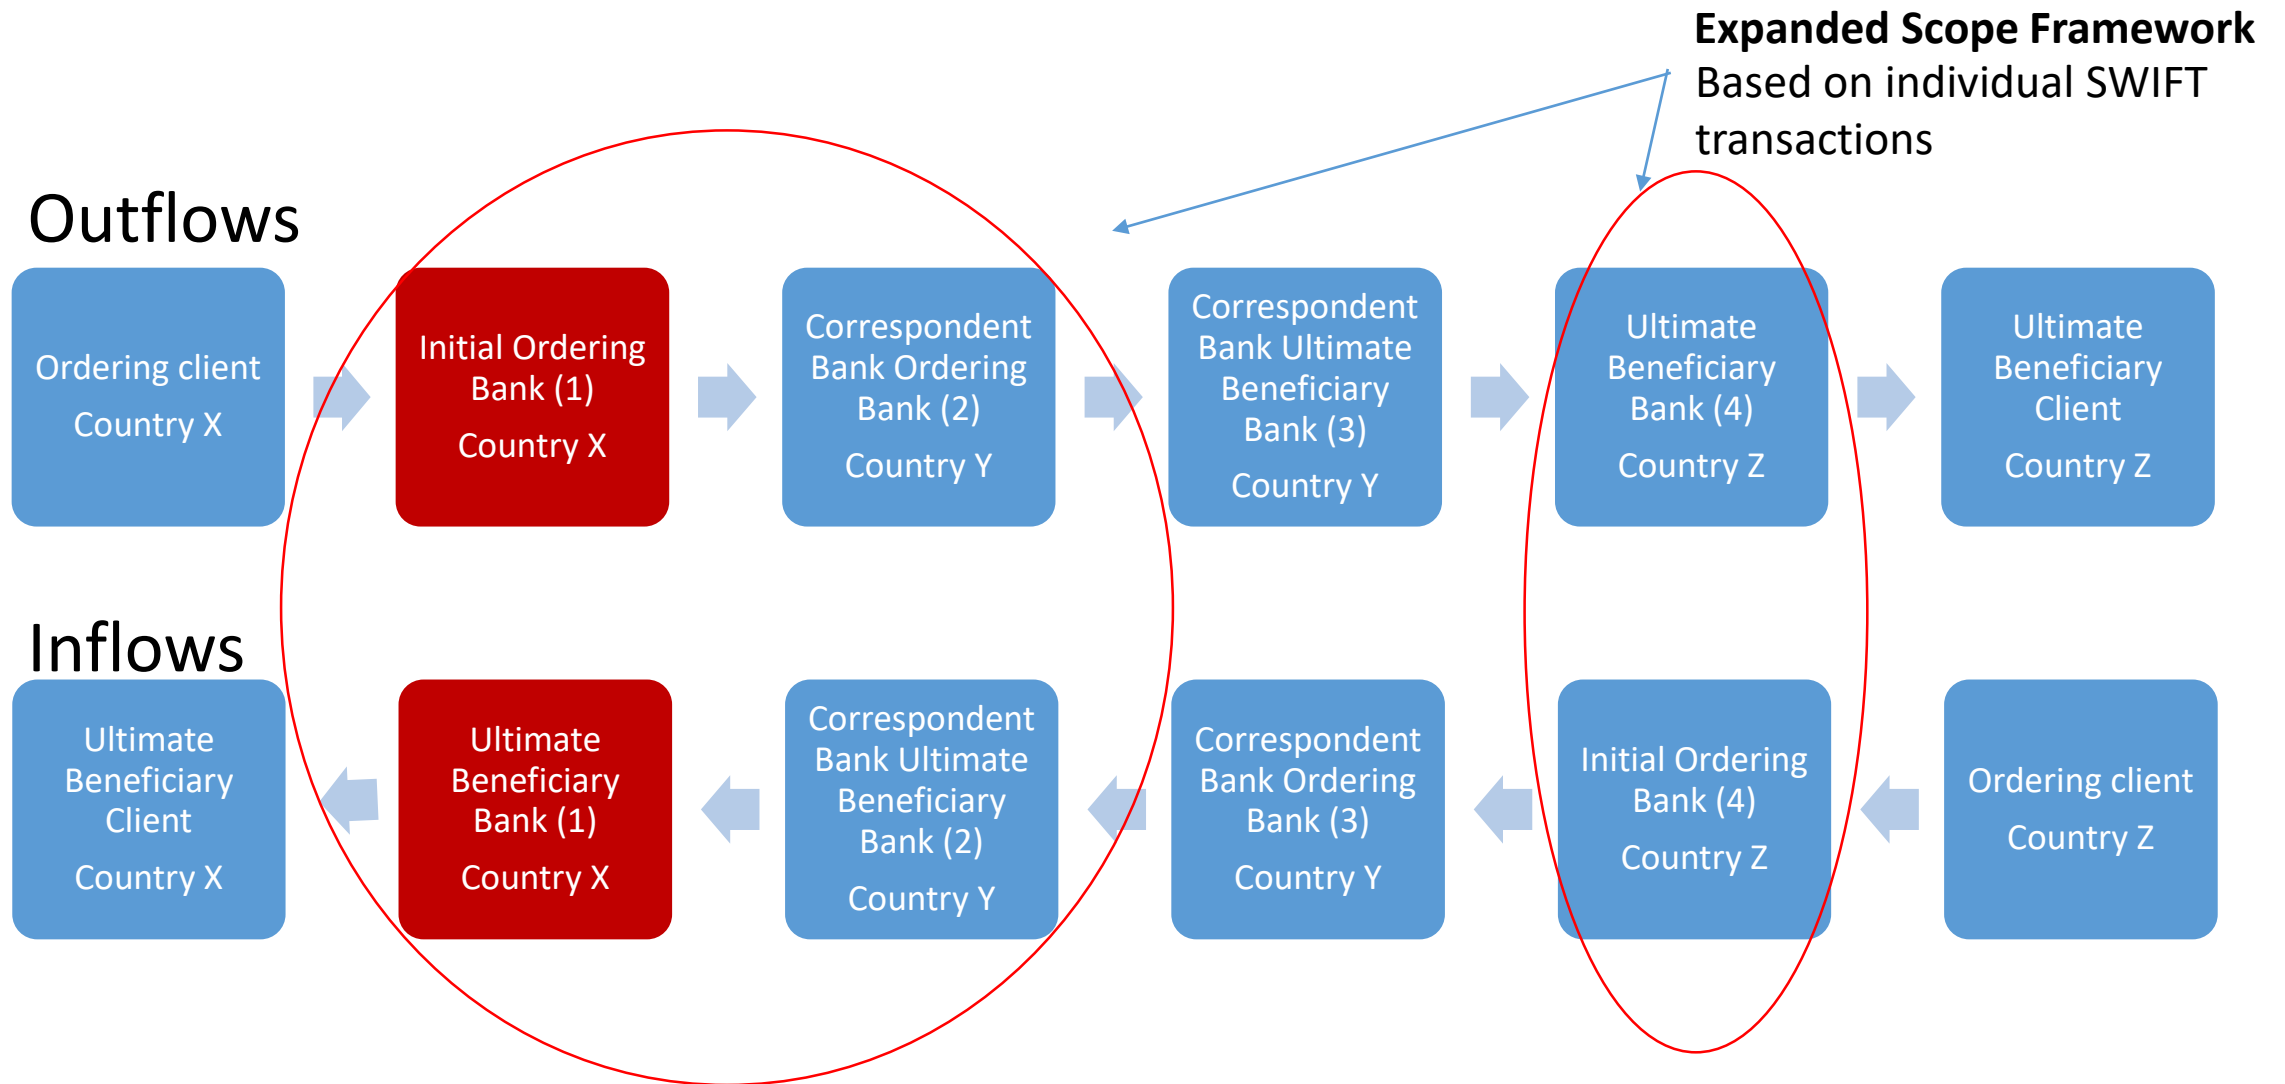 Expanded Scope Framework
Based on individual SWIFT
transactions
Outflows
Ordering client
Country X
Initial Ordering
Bank (1)
Country X
Correspondent
Bank Ordering
Bank (2)
Country Y
Correspondent
Bank Ultimate
Beneficiary
Bank (3)
Country Y
Ultimate
Beneficiary
Bank (4)
Country Z
Ultimate
Beneficiary
Client
Country Z
Inflows
Ultimate
Beneficiary
Client
Country X
Ultimate
Beneficiary
Bank (1)
Country X
Correspondent
Bank Ultimate
Beneficiary
Bank (2)
Country Y
Correspondent
Bank Ordering
Bank (3)
Country Y
Initial Ordering
Bank (4)
Country Z
Ordering client
Country Z